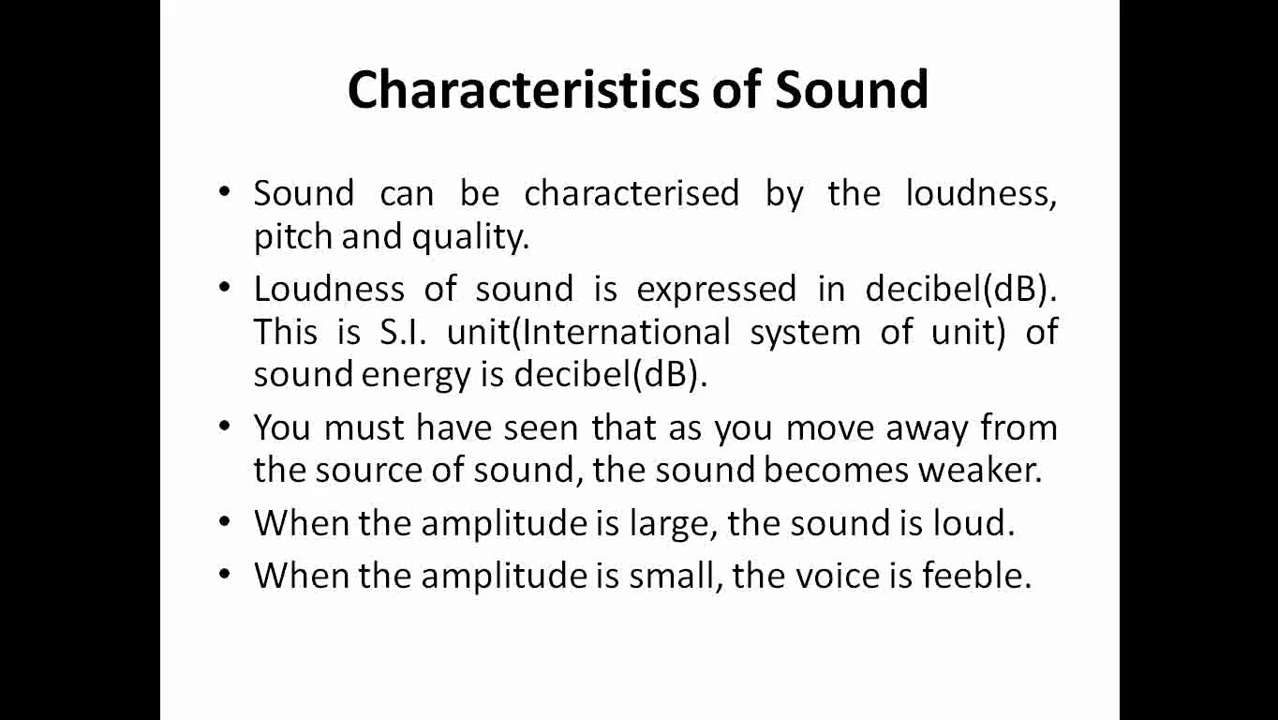 Characteristics of Sound
• Sound can be characterised by the loudness,
pitch and quality.
• Loudness of sound is expressed in decibel(dB).
This is S.I. unit(International system of unit) of
sound energy is decibel(dB).
• You must have seen that as you move away from
the source of sound, the sound becomes weaker.
• When the amplitude is large, the sound is loud.
• When the amplitude is small, the voice is feeble.